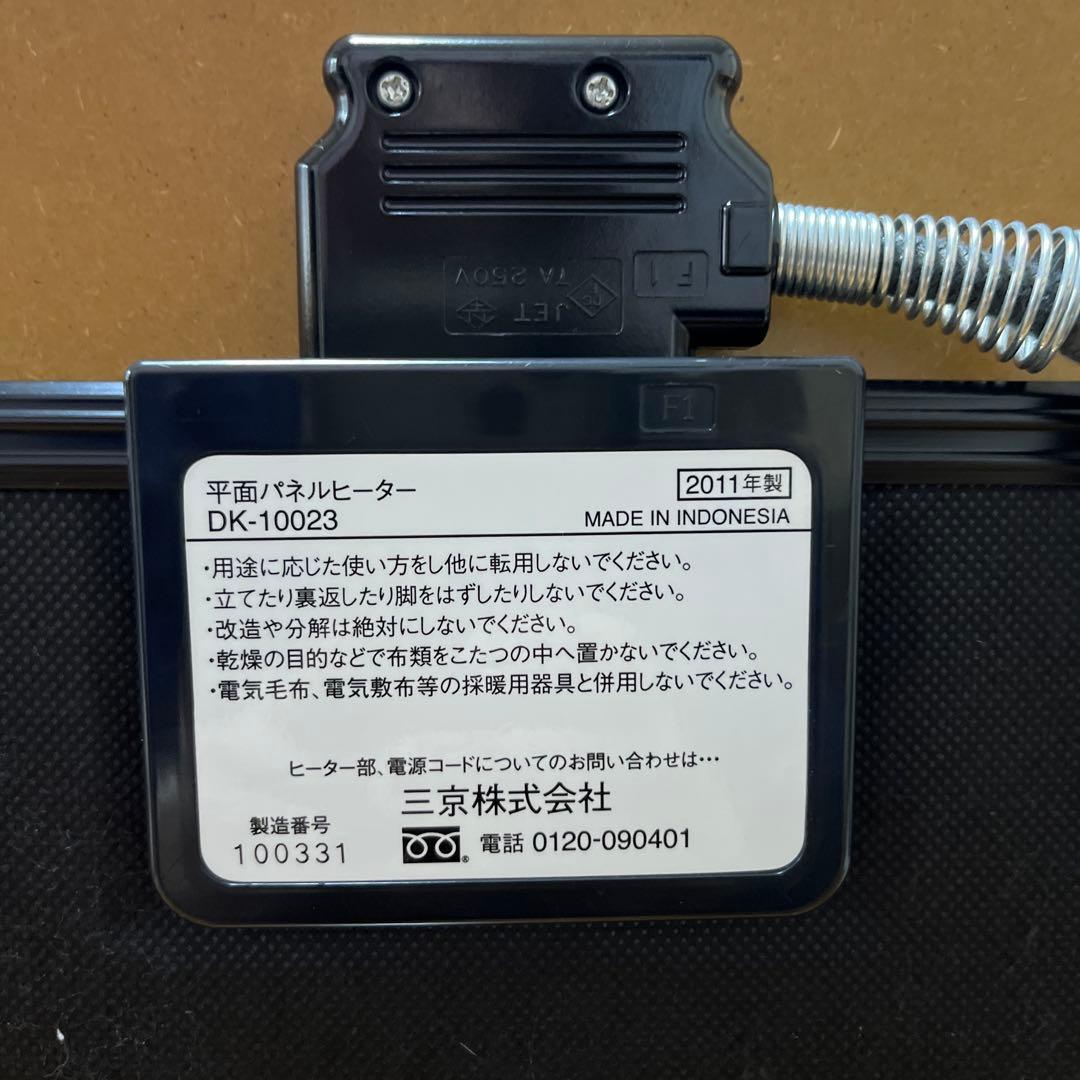 F1
7A 250V
JET
PS
E
F1
平面パネルヒーター
2011年製
DK-10023
MADE IN INDONESIA
・用途に応じた使い方をし他に転用しないでください。
・立てたり裏返したり脚をはずしたりしないでください。
・改造や分解は絶対にしないでください。
・乾燥の目的などで布類をこたつの中へ置かないでください。
・電気毛布、電気敷布等の採暖用器具と併用しないでください。
ヒーター部、電源コードについてのお問い合わせは…
三京株式会社
製造番号
100331
電話 0120-090401